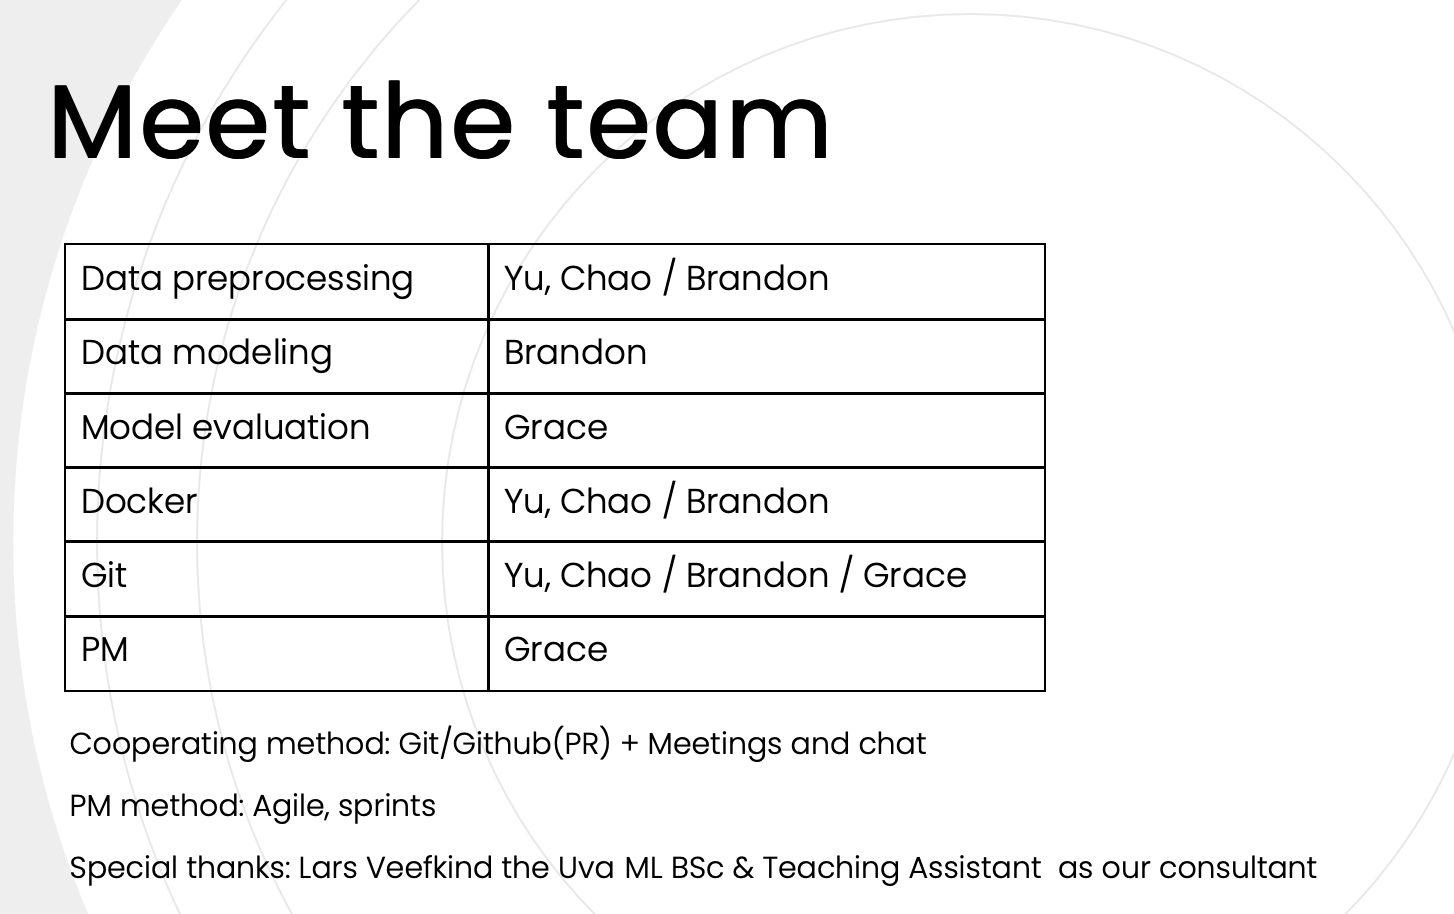 Meet the team
Data preprocessing Yu, Chao / Brandon
Data modeling Brandon
Model evaluation Grace
Docker Yu, Chao / Brandon
Git Yu, Chao / Brandon / Grace
PM Grace
Cooperating method: Git/Github(PR) + Meetings and chat
PM method: Agile, sprints
Special thanks: Lars Veefkind the Uva ML BSc & Teaching Assistant  as our consultant